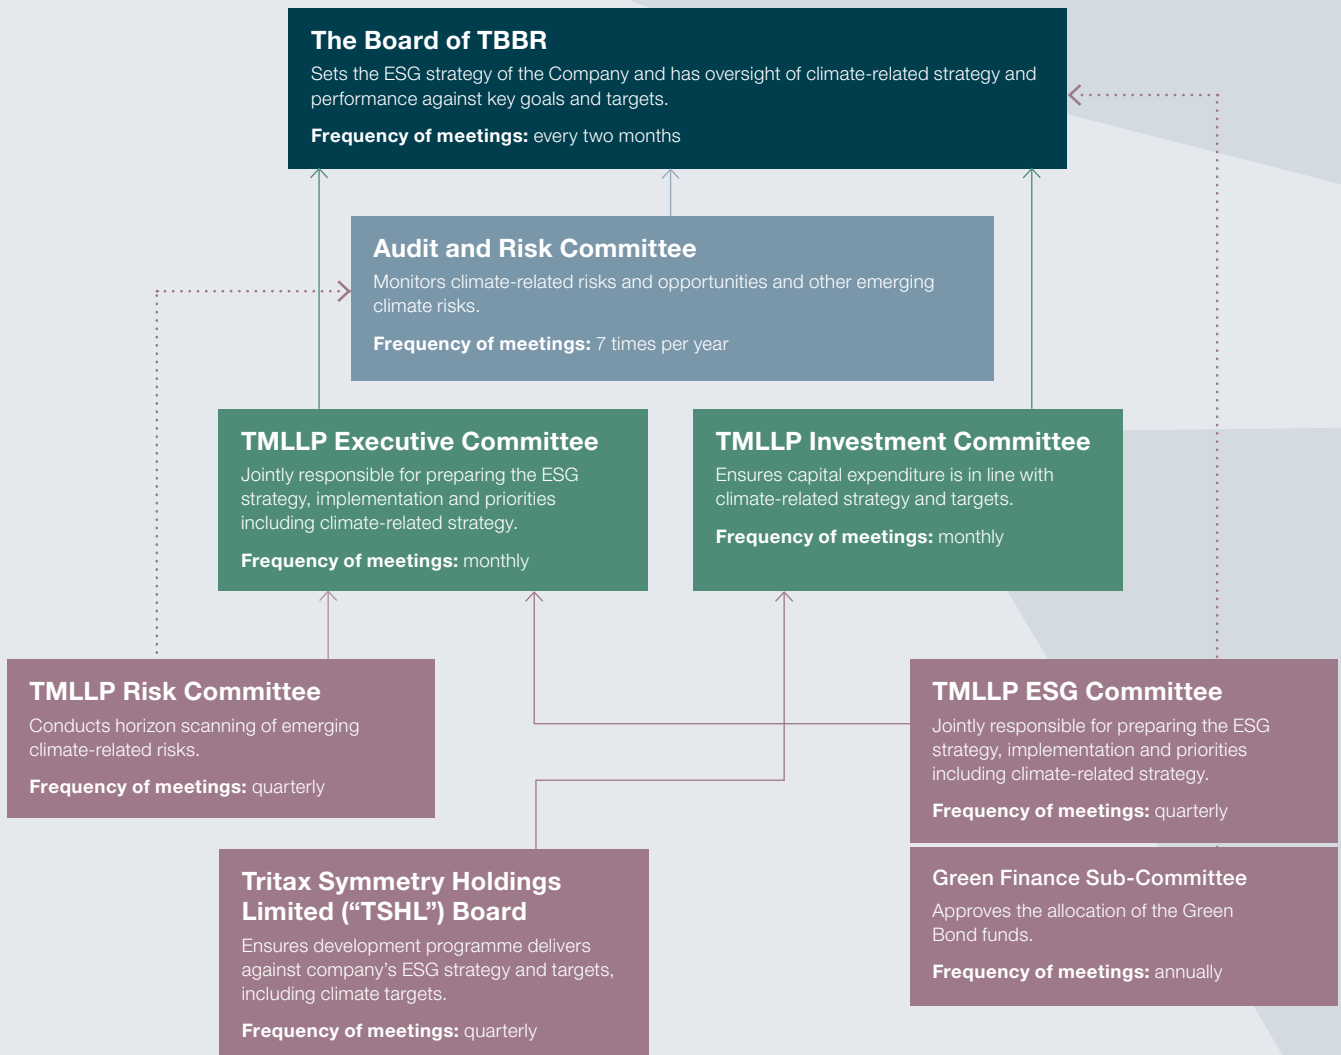 The Board of TBBR
Sets the ESG strategy of the Company and has oversight of climate-related strategy and
performance against key goals and targets.
Frequency of meetings: every two months
Audit and Risk Committee
Monitors climate-related risks and opportunities and other emerging
climate risks.
Frequency of meetings: 7 times per year
TMLLP Executive Committee
Jointly responsible for preparing the ESG
strategy, implementation and priorities
including climate-related strategy.
Frequency of meetings: monthly
TMLLP Investment Committee
Ensures capital expenditure is in line with
climate-related strategy and targets.
Frequency of meetings: monthly
TMLLP Risk Committee
Conducts horizon scanning of emerging
climate-related risks.
Frequency of meetings: quarterly
TMLLP ESG Committee
Jointly responsible for preparing the ESG
strategy, implementation and priorities
including climate-related strategy.
Frequency of meetings: quarterly
Tritax Symmetry Holdings
Limited (“TSHL”) Board
Ensures development programme delivers
against company’s ESG strategy and targets,
including climate targets.
Frequency of meetings: quarterly
Green Finance Sub-Committee
Approves the allocation of the Green
Bond funds.
Frequency of meetings: annually